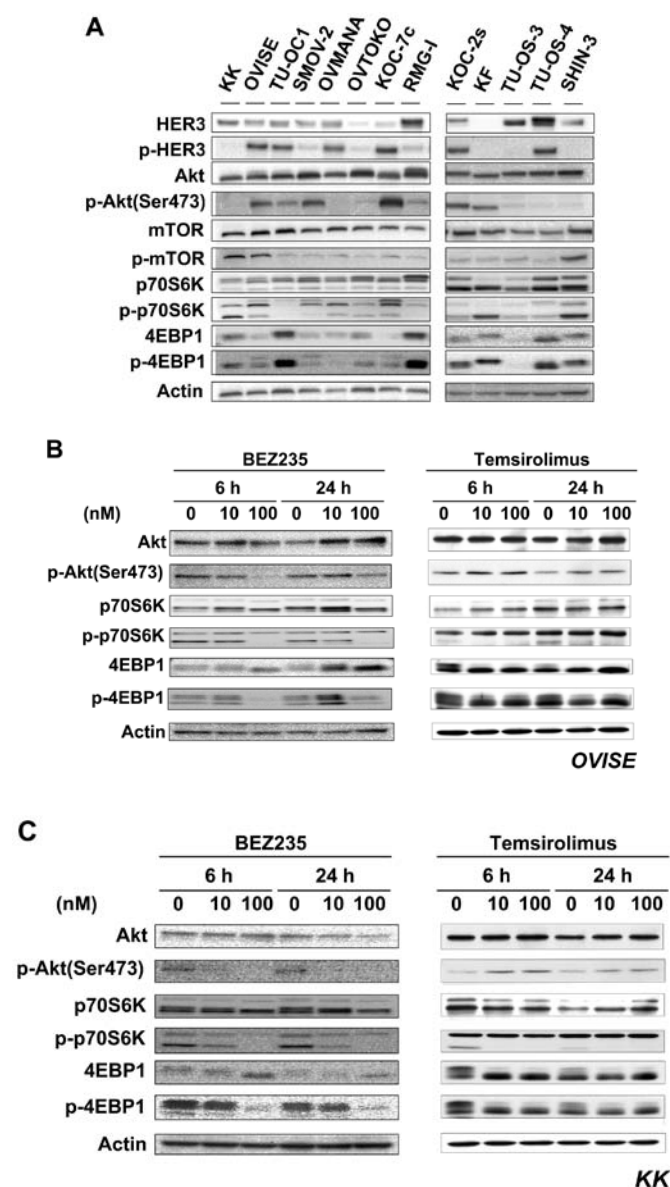 A
KK OVISE TU-OC1 SMOV-2 OVMANA OVTOKO KOC-7c RMG-I KOC-2s KF TU-OS-3 TU-OS-4 SHIN-3
HER3
p-HER3
Akt
p-Akt(Ser473)
mTOR
p-mTOR
p70S6K
p-p70S6K
4EBP1
p-4EBP1
Actin
B
BEZ235 Temsirolimus
6 h 24 h 6 h 24 h
(nM) 0 10 100 0 10 100 0 10 100 0 10 100
Akt
p-Akt(Ser473)
p70S6K
p-p70S6K
4EBP1
p-4EBP1
Actin
OVISE
C
BEZ235 Temsirolimus
6 h 24 h 6 h 24 h
(nM) 0 10 100 0 10 100 0 10 100 0 10 100
Akt
p-Akt(Ser473)
p70S6K
p-p70S6K
4EBP1
p-4EBP1
Actin
KK